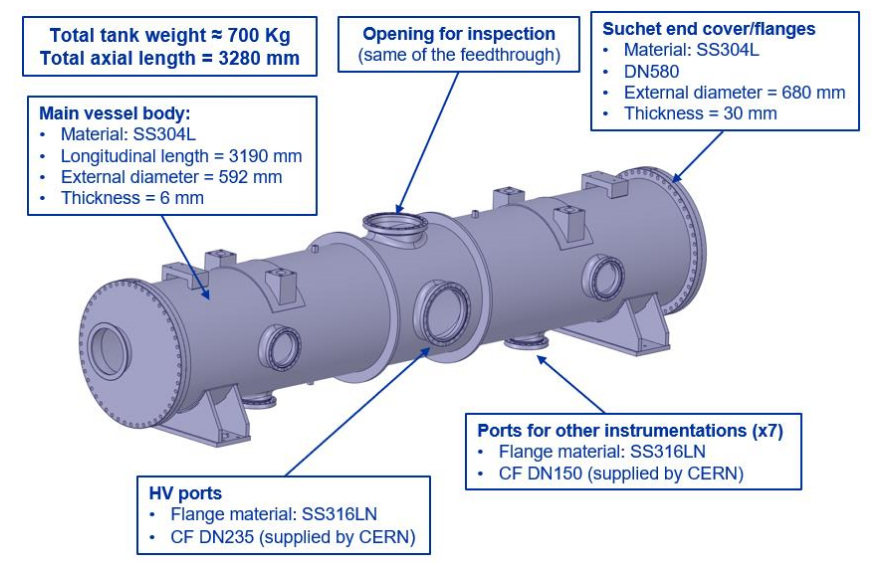 Total tank weight ≈ 700 Kg
Total axial length = 3280 mm
Opening for inspection
(same of the feedthrough)
Suchet end cover/flanges
• Material: SS304L
• DN580
• External diameter = 680 mm
• Thickness = 30 mm
Main vessel body:
• Material: SS304L
• Longitudinal length = 3190 mm
• External diameter = 592 mm
• Thickness = 6 mm
Ports for other instrumentations (x7)
• Flange material: SS316LN
• CF DN150 (supplied by CERN)
HV ports
• Flange material: SS316LN
• CF DN235 (supplied by CERN)